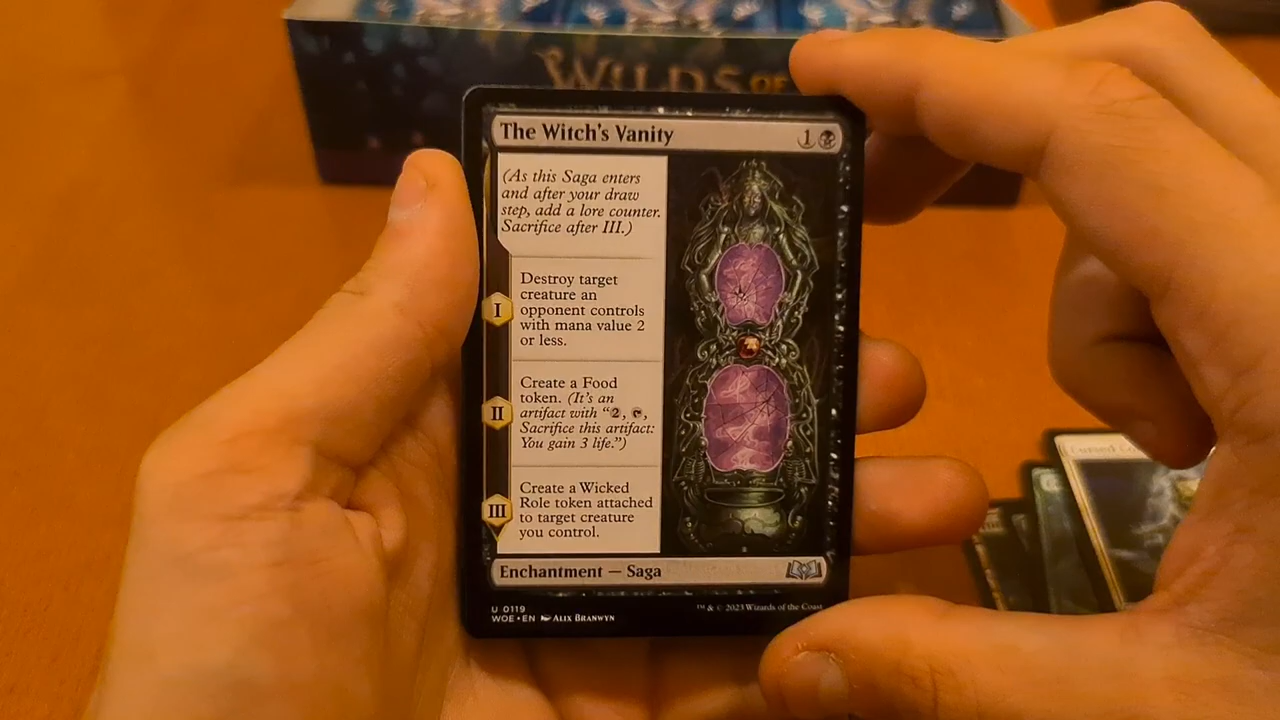 WILDS OF
The Witch's Vanity 1
(As this Saga enters
and after your draw
step, add a lore counter.
Sacrifice after III.)
I
Destroy target
creature an
opponent controls
with mana value 2
or less.
II
Create a Food
token. (It's an
artifact with "2, ,
Sacrifice this artifact:
You gain 3 life.")
III
Create a Wicked
Role token attached
to target creature
you control.
Enchantment — Saga
U 0119
WOE • EN ALIX BRANWYN
™ & © 2023 Wizards of the Coast